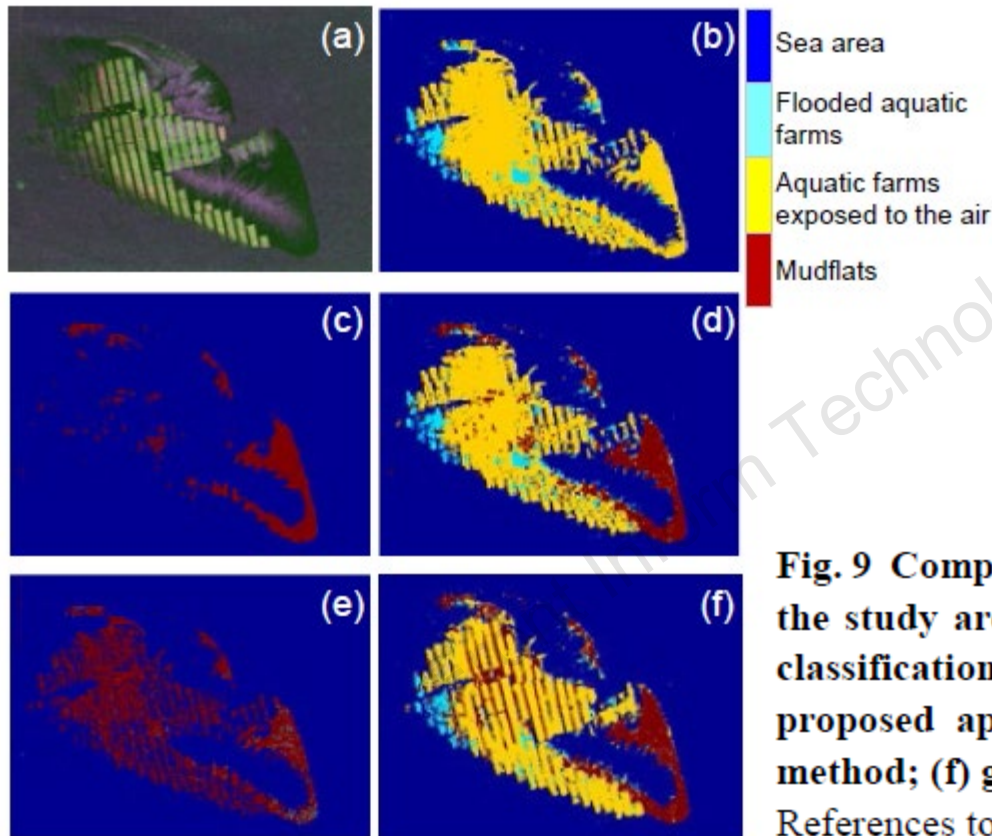 (a)
(b)
Sea area
Flooded aquatic
farms
Aquatic farms
exposed to the air
Mudflats
(c)
(d)
(e)
(f)
Fig. 9 Comp
the study are
classification
proposed ap
method; (f) g
References to